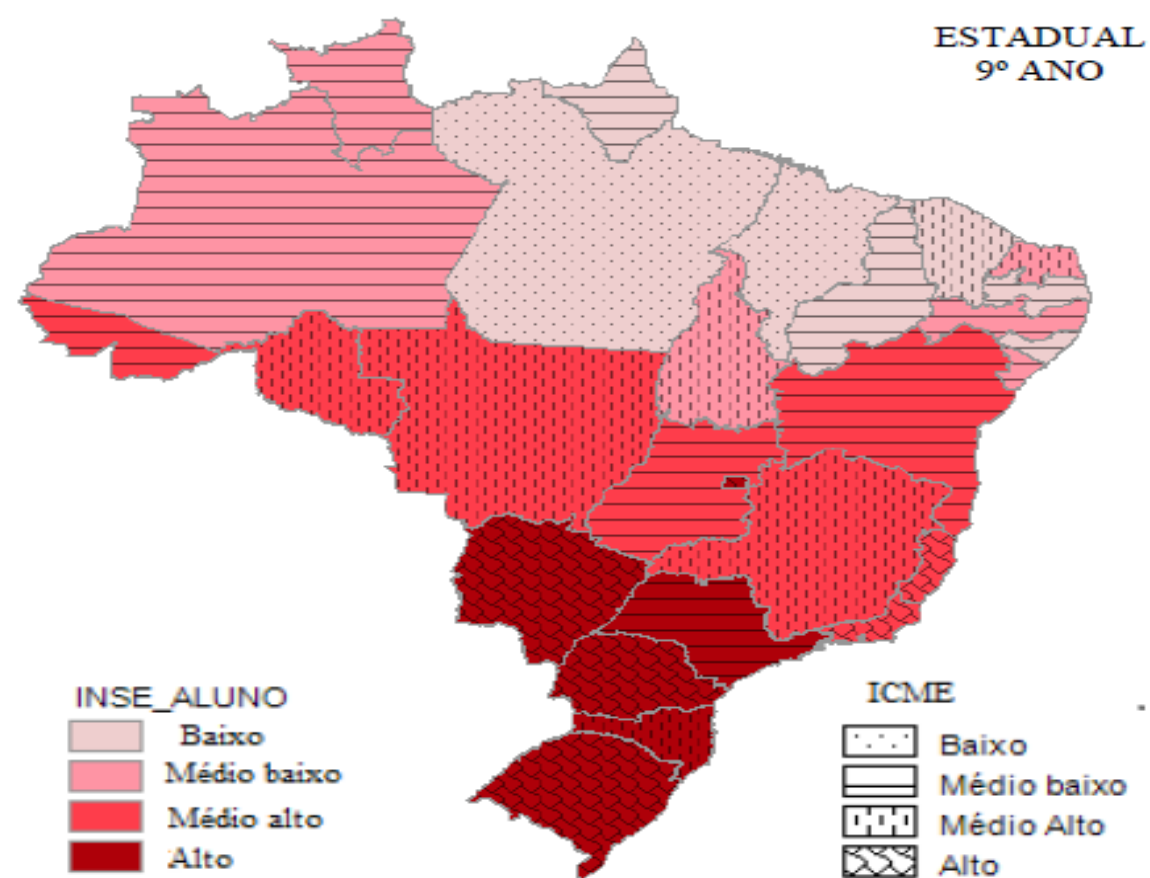 ESTADUAL
9º ANO
INSE_ALUNO
Baixo
Médio baixo
Médio alto
Alto
ICME
Baixo
Médio baixo
Médio Alto
Alto